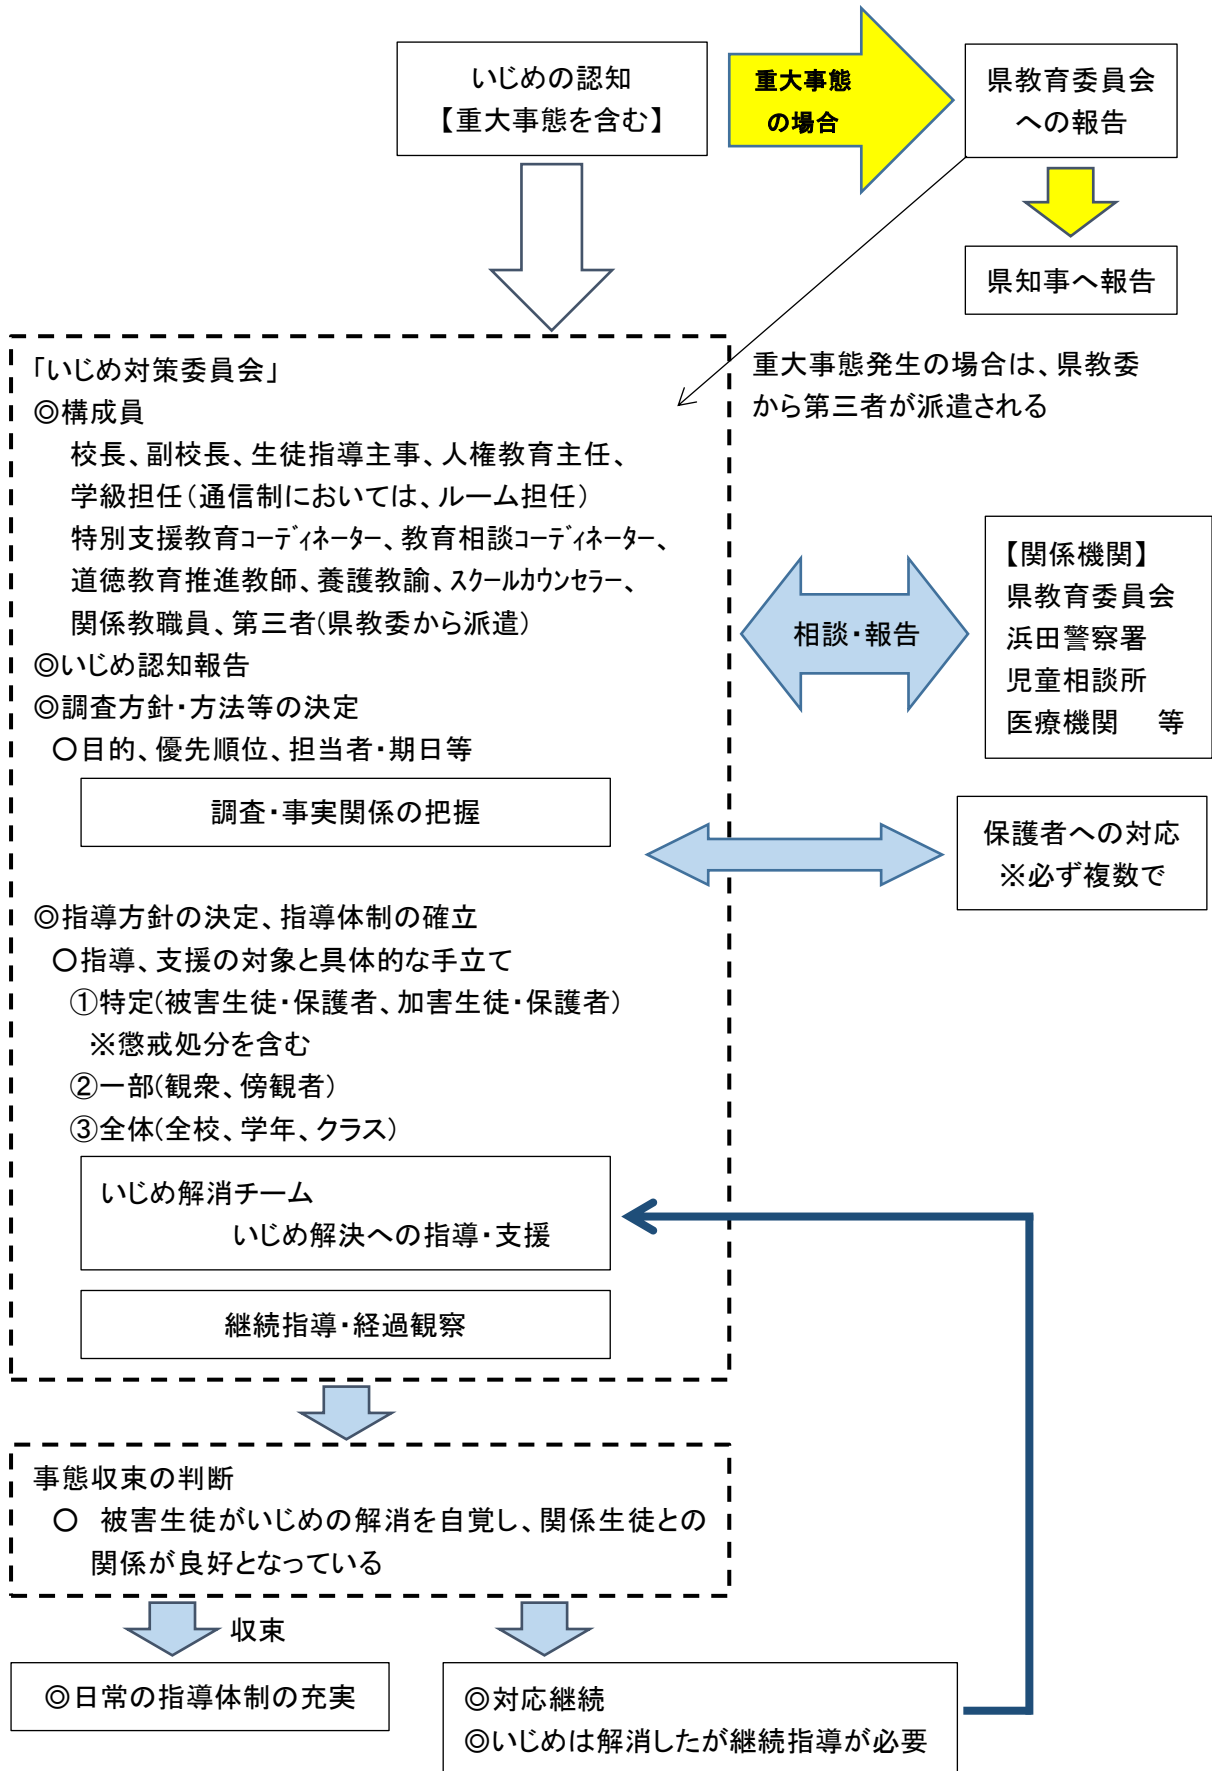 いじめの認知
【重大事態を含む】
重大事態
の場合
県教育委員会
への報告
県知事へ報告
重大事態発生の場合は、県教委
から第三者が派遣される
「いじめ対策委員会」
◎構成員
校長、副校長、生徒指導主事、人権教育主任、
学級担任(通信制においては、ルーム担任)
特別支援教育ｺｰﾃﾞｨﾈｰﾀｰ、教育相談ｺｰﾃﾞｨﾈｰﾀｰ、
道徳教育推進教師、養護教諭、ｽｸｰﾙｶｳﾝｾﾗｰ、
関係教職員、第三者(県教委から派遣)
◎いじめ認知報告
◎調査方針・方法等の決定
○目的、優先順位、担当者・期日等
調査・事実関係の把握
相談・報告
【関係機関】
県教育委員会
浜田警察署
児童相談所
医療機関　等
保護者への対応
※必ず複数で
◎指導方針の決定、指導体制の確立
○指導、支援の対象と具体的な手立て
①特定(被害生徒・保護者、加害生徒・保護者)
※懲戒処分を含む
②一部(観衆、傍観者)
③全体(全校、学年、クラス)
いじめ解消チーム
いじめ解決への指導・支援
継続指導・経過観察
事態収束の判断
○　被害生徒がいじめの解消を自覚し、関係生徒との
関係が良好となっている
収束
◎日常の指導体制の充実
◎対応継続
◎いじめは解消したが継続指導が必要